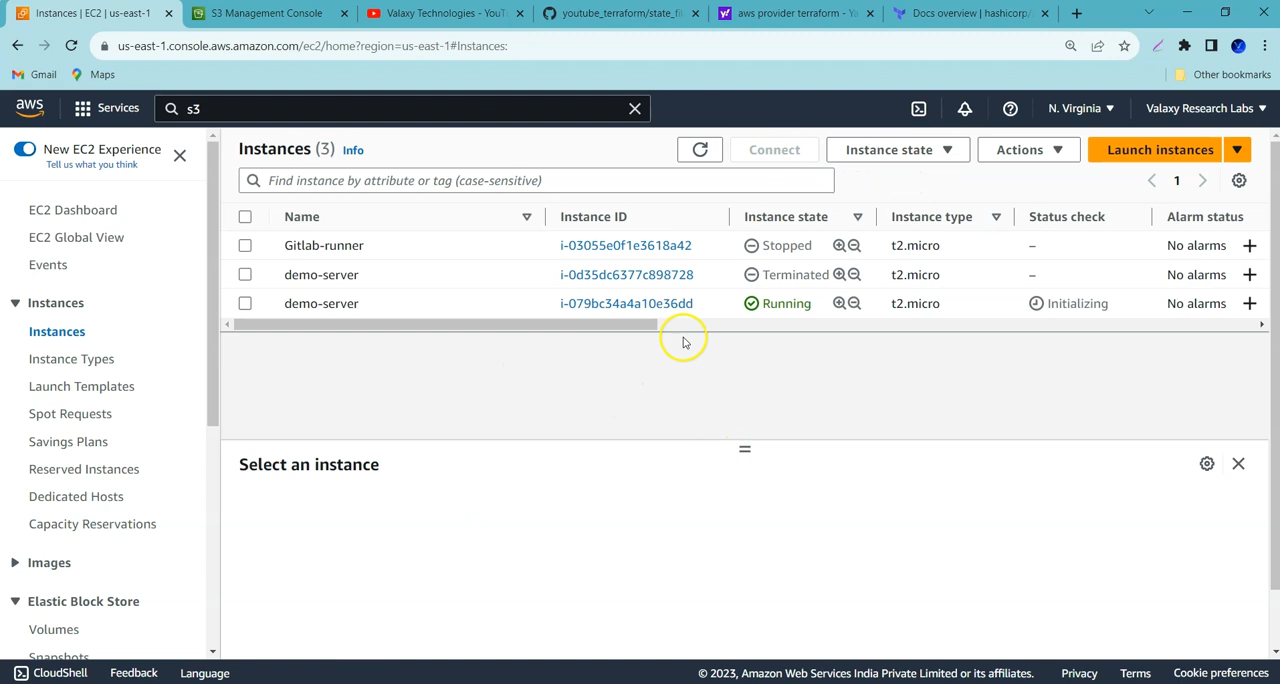 Instances | EC2 | us-east-1
S3 Management Console
Valaxy Technologies - YouT
youtube_terraform/state_fi
aws provider terraform - Ya
Docs overview | hashicorp/
us-east-1.console.aws.amazon.com/ec2/home?region=us-east-1#Instances:
Gmail
Maps
Other bookmarks
aws
Services
s3
N. Virginia
Valaxy Research Labs
New EC2 Experience
Tell us what you think
EC2 Dashboard
EC2 Global View
Events
Instances
Instances
Instance Types
Launch Templates
Spot Requests
Savings Plans
Reserved Instances
Dedicated Hosts
Capacity Reservations
Images
Elastic Block Store
Volumes
Snapshots
Instances (3) Info
Connect
Instance state
Actions
Launch instances
Find instance by attribute or tag (case-sensitive)
1
Name Instance ID Instance state Instance type Status check Alarm status
Gitlab-runner i-03055e0f1e3618a42 Stopped t2.micro – No alarms
demo-server i-0d35dc6377c898728 Terminated t2.micro – No alarms
demo-server i-079bc34a4a10e36dd Running t2.micro Initializing No alarms
Select an instance
CloudShell
Feedback
Language
© 2023, Amazon Web Services India Private Limited or its affiliates.
Privacy
Terms
Cookie preferences